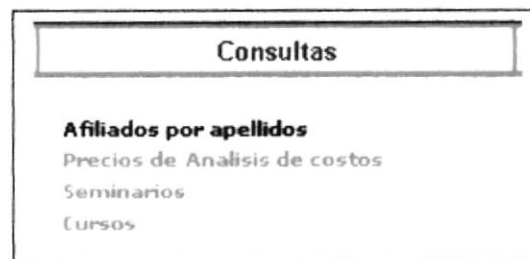 Consultas
Afiliados por apellidos
Precios de Analisis de costos
Seminarios
Cursos